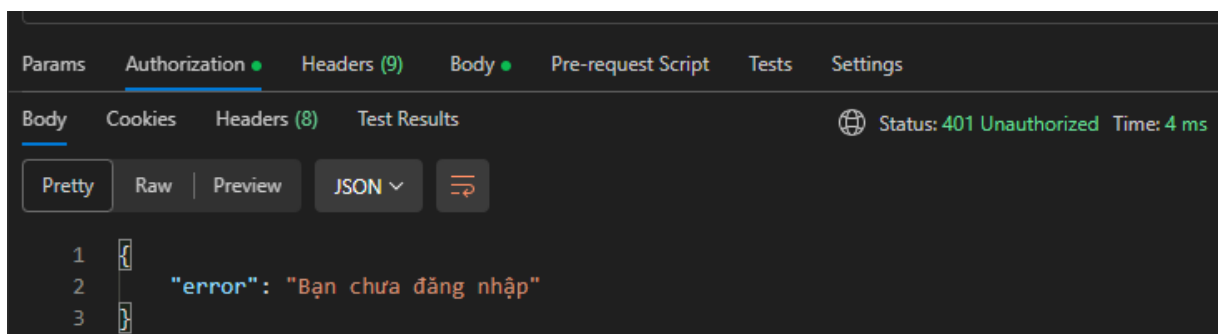 Params Authorization Headers (9) Body Pre-request Script Tests Settings
Body Cookies Headers (8) Test Results Status: 401 Unauthorized Time: 4 ms
Pretty Raw Preview JSON
1 {
2 "error": "Bạn chưa đăng nhập"
3 }